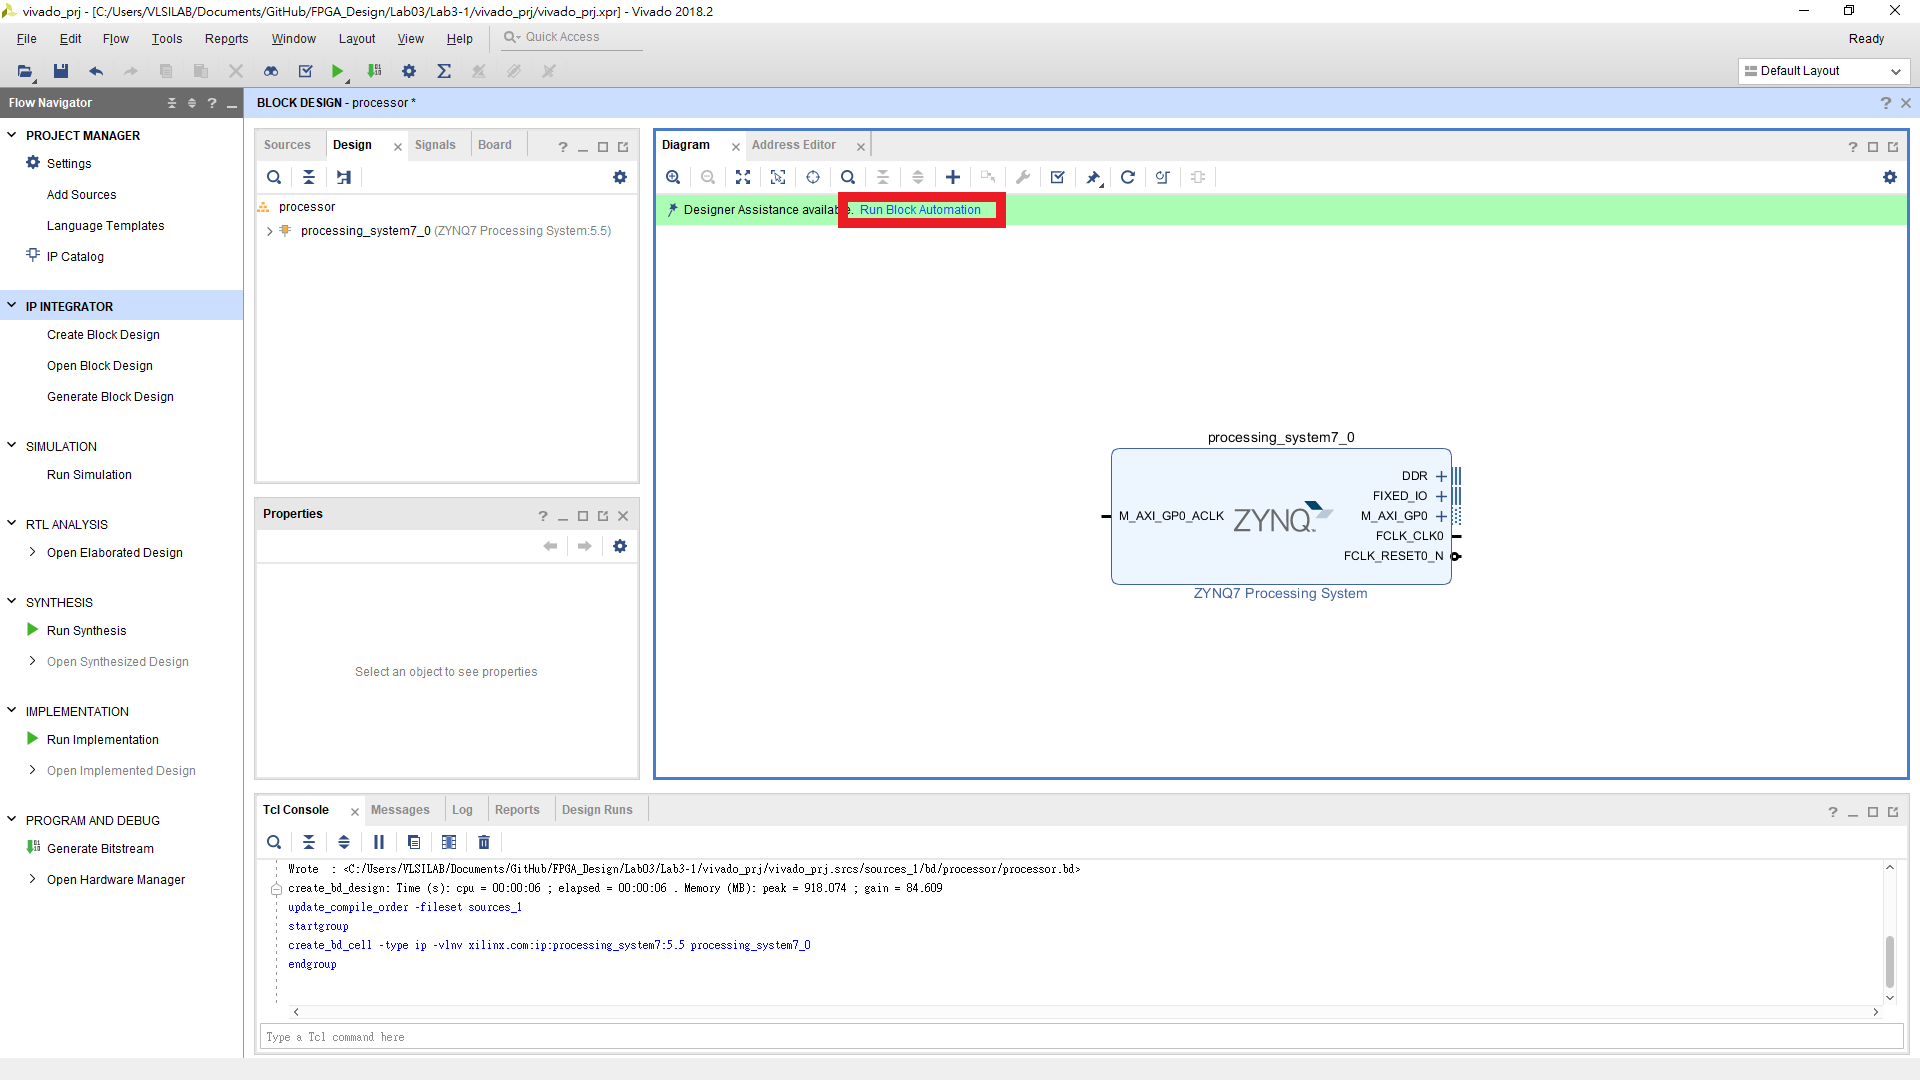 vivado_prj - [C:/Users/VLSILAB/Documents/GitHub/FPGA_Design/Lab03/Lab3-1/vivado_prj/vivado_prj.xpr] - Vivado 2018.2
File Edit Flow Tools Reports Window Layout View Help Quick Access Ready
Default Layout
Flow Navigator
BLOCK DESIGN - processor *
PROJECT MANAGER
Settings
Add Sources
Language Templates
IP Catalog
IP INTEGRATOR
Create Block Design
Open Block Design
Generate Block Design
SIMULATION
Run Simulation
RTL ANALYSIS
Open Elaborated Design
SYNTHESIS
Run Synthesis
Open Synthesized Design
IMPLEMENTATION
Run Implementation
Open Implemented Design
PROGRAM AND DEBUG
Generate Bitstream
Open Hardware Manager
Sources Design Signals Board
processor
processing_system7_0 (ZYNQ7 Processing System:5.5)
Properties
Select an object to see properties
Diagram Address Editor
Designer Assistance available. Run Block Automation
processing_system7_0
DDR
FIXED_IO
M_AXI_GP0_ACLK ZYNQ M_AXI_GP0
FCLK_CLK0
FCLK_RESET0_N
ZYNQ7 Processing System
Tcl Console Messages Log Reports Design Runs
Wrote : <C:/Users/VLSILAB/Documents/GitHub/FPGA_Design/Lab03/Lab3-1/vivado_prj/vivado_prj.srcs/sources_1/bd/processor/processor.bd>
create_bd_design: Time (s): cpu = 00:00:06 ; elapsed = 00:00:06 . Memory (MB): peak = 918.074 ; gain = 84.609
update_compile_order -fileset sources_1
startgroup
create_bd_cell -type ip -vlnv xilinx.com:ip:processing_system7:5.5 processing_system7_0
endgroup
Type a Tcl command here